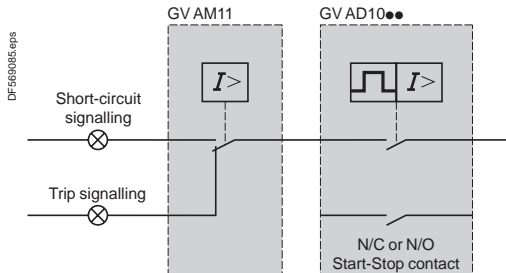 GV AM11
GV AD10●●
DF569085.eps
I>
I>
Short-circuit
signalling
Trip signalling
N/C or N/O
Start-Stop contact